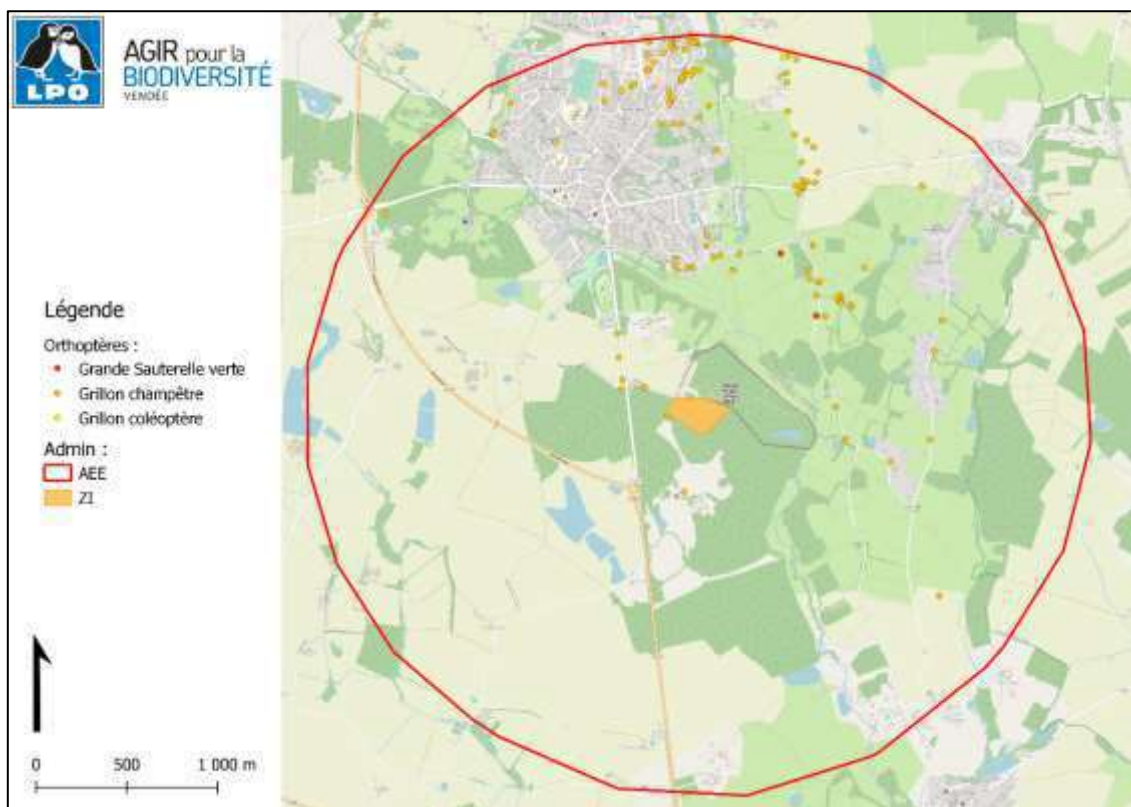 LPO
AGIR pour la
BIODIVERSITÉ
VENDÉE
Légende
Orthoptères :
Grande Sauterelle verte
Grillon champêtre
Grillon coléoptère
Admin :
AEE
ZI
0 500 1 000 m